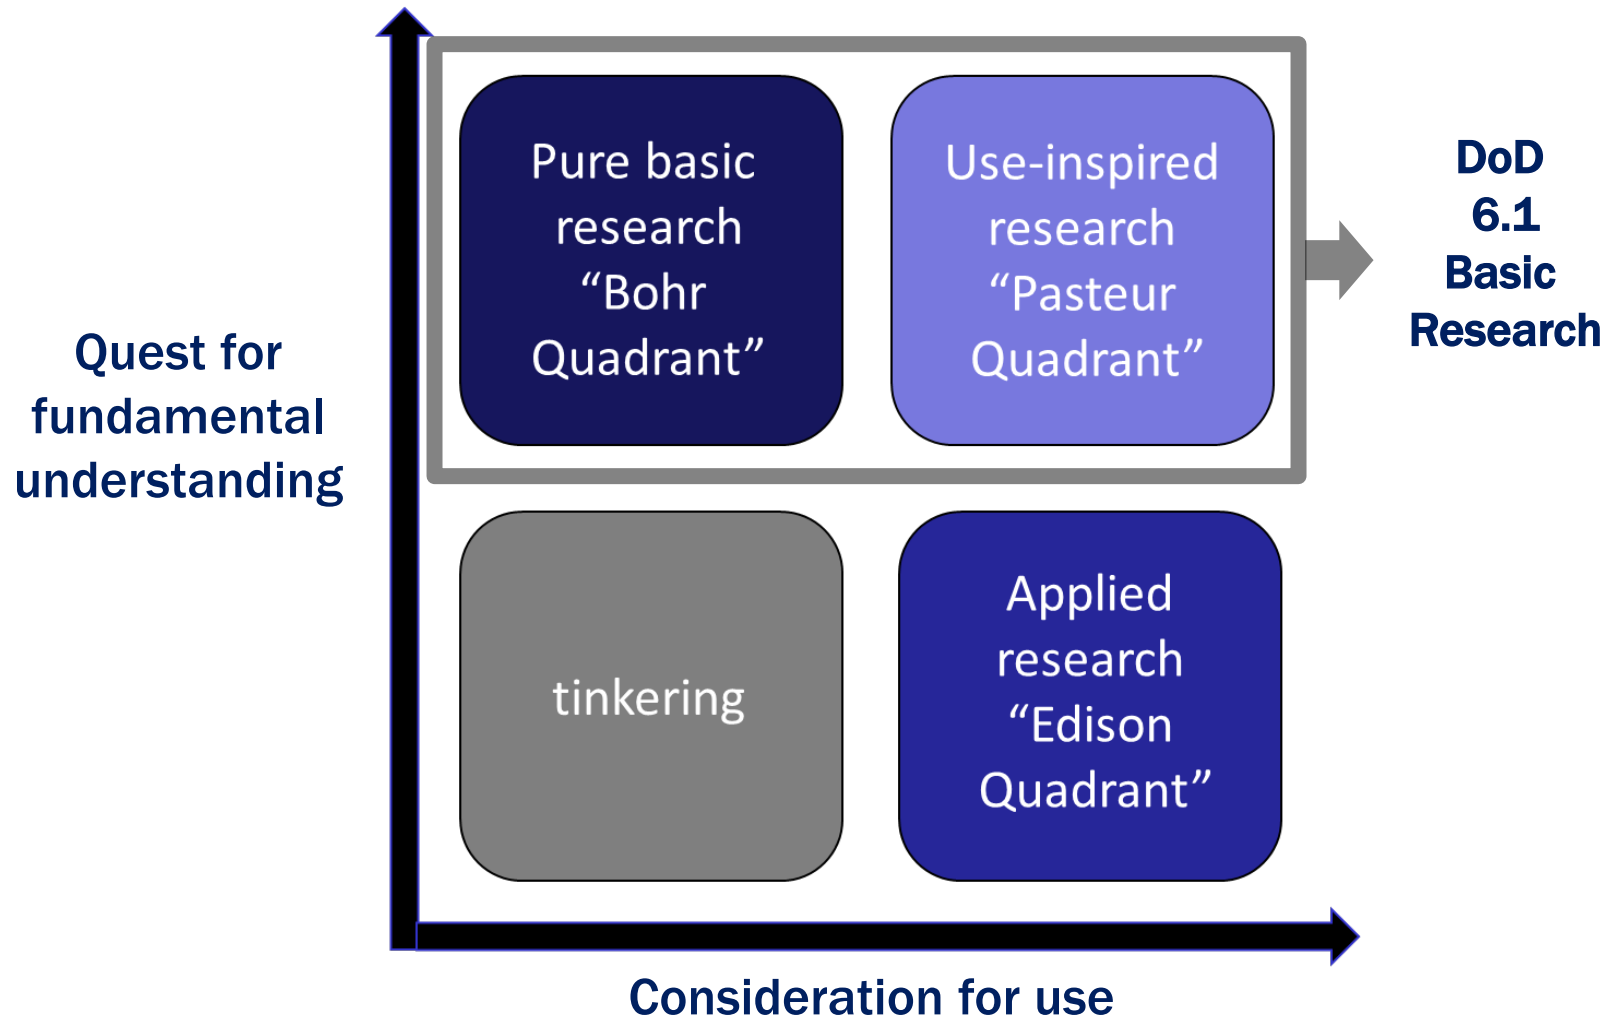 Pure basic
research
“Bohr
Quadrant”
Use-inspired
research
“Pasteur
Quadrant”
DoD
6.1
Basic
Research
Quest for
fundamental
understanding
tinkering
Applied
research
“Edison
Quadrant”
Consideration for use